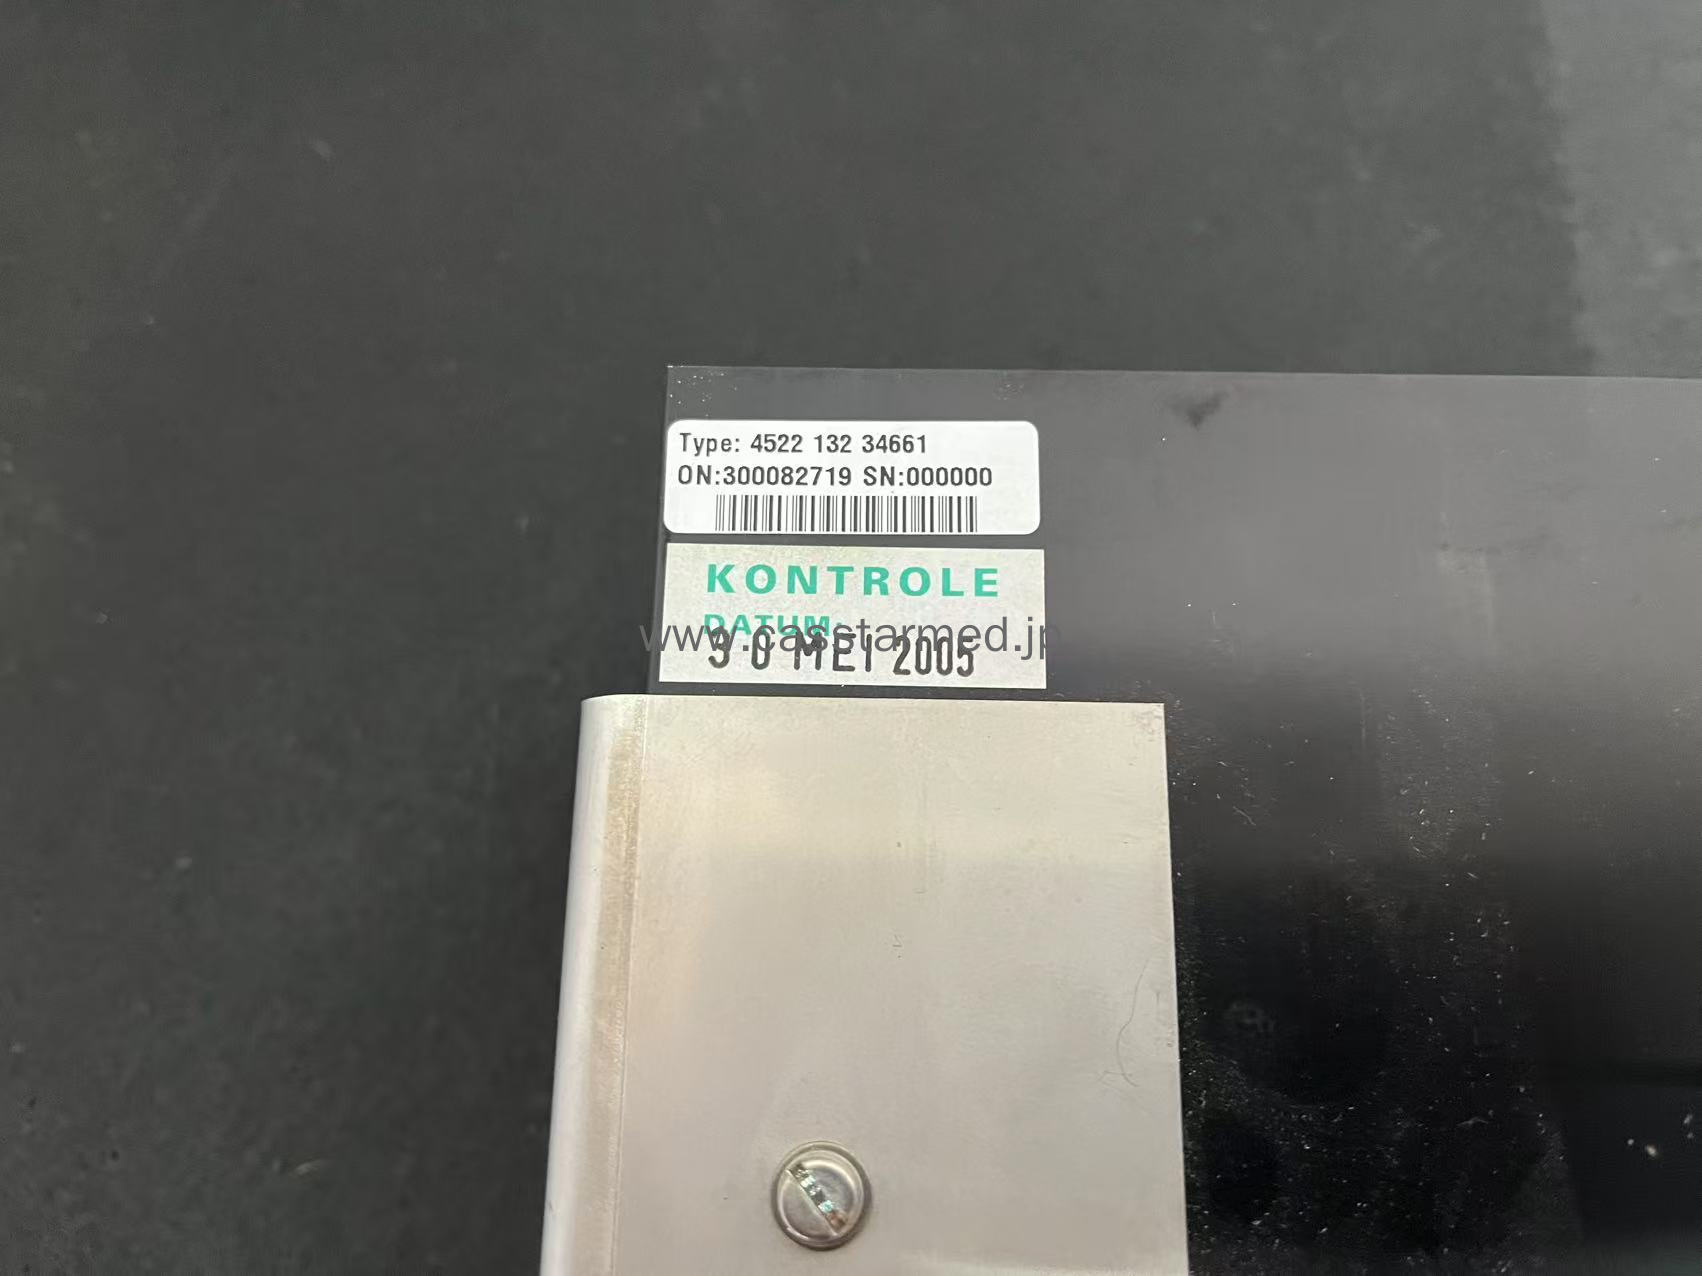 Type: 4522 132 34661
ON:300082719 SN:000000
KONTROLE
DATUM:
www.casstarmed.jp
30 MEI 2005